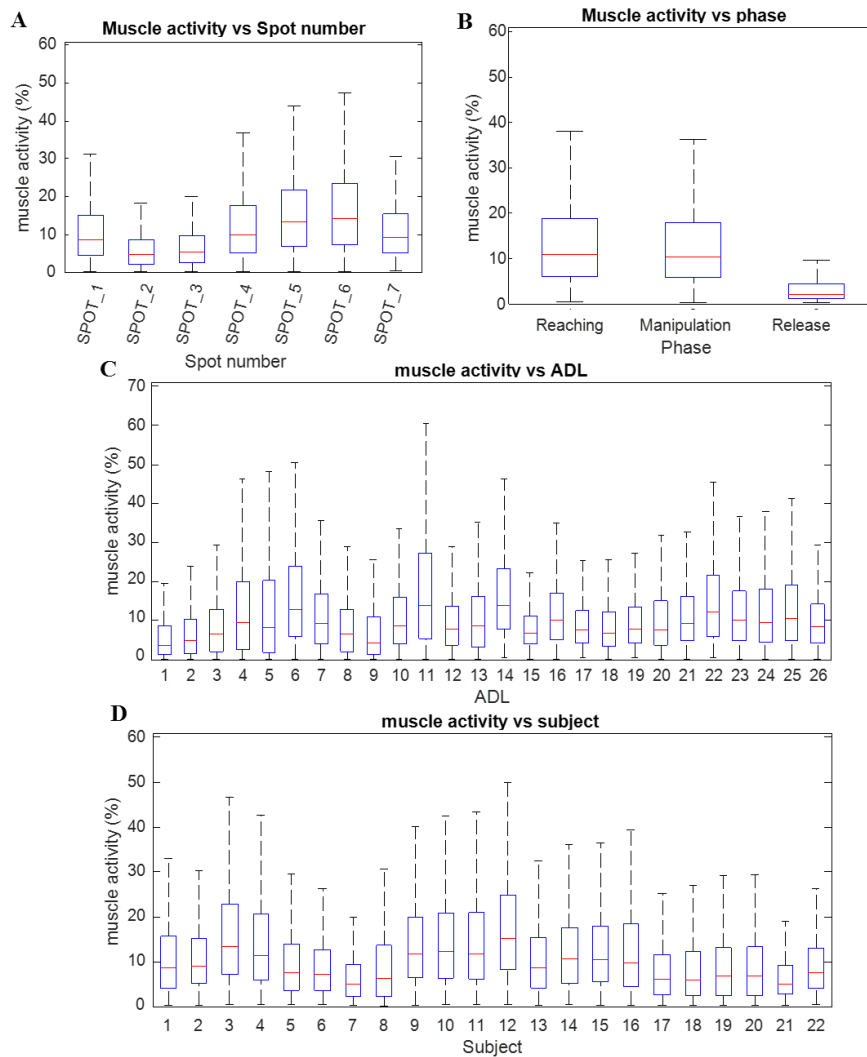 A
Muscle activity vs Spot number
60
50
40
30
20
10
0
muscle activity (%)
SPOT_1
SPOT_2
SPOT_3
SPOT_4
SPOT_5
SPOT_6
SPOT_7
Spot number
B
Muscle activity vs phase
60
50
40
30
20
10
0
muscle activity (%)
Reaching
Manipulation
Release
Phase
C
muscle activity vs ADL
70
60
50
40
30
20
10
0
muscle activity (%)
1 2 3 4 5 6 7 8 9 10 11 12 13 14 15 16 17 18 19 20 21 22 23 24 25 26
ADL
D
muscle activity vs subject
60
50
40
30
20
10
0
muscle activity (%)
1 2 3 4 5 6 7 8 9 10 11 12 13 14 15 16 17 18 19 20 21 22
Subject